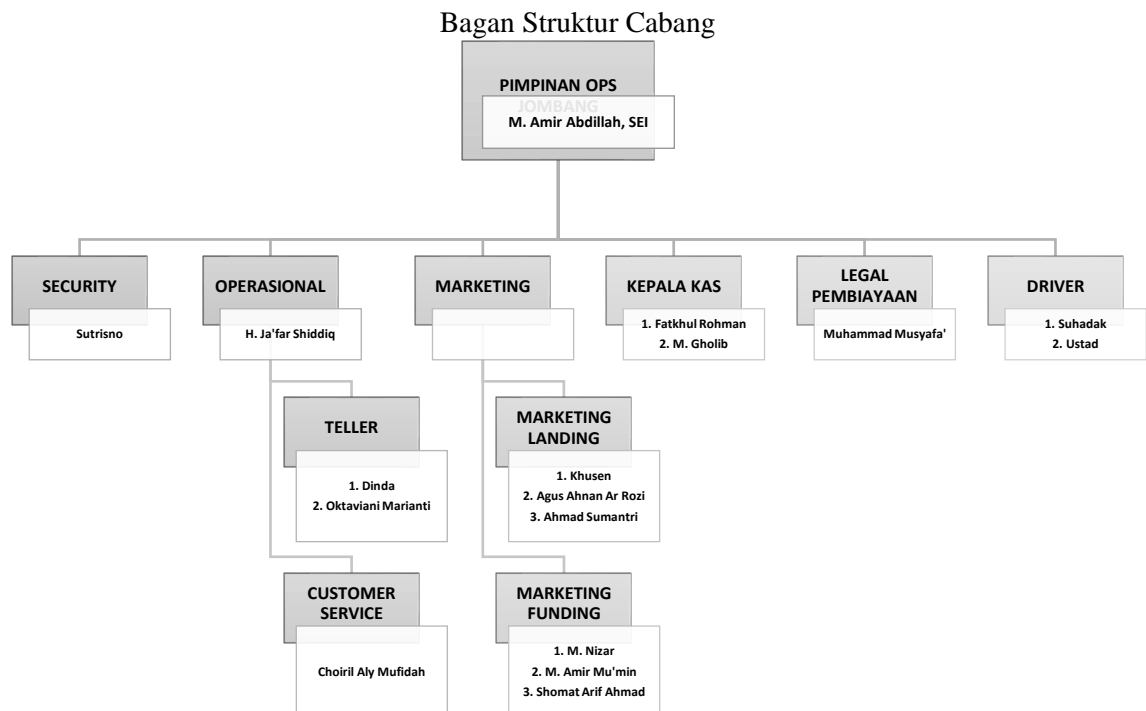 Bagan Struktur Cabang
PIMPINAN OPS
JOMBANG
M. Amir Abdillah, SEI
SECURITY
Sutrisno
OPERASIONAL
H. Ja'far Shiddiq
MARKETING
KEPALA KAS
1. Fatkhul Rohman
2. M. Gholib
LEGAL
PEMBIAYAAN
Muhammad Musyafa'
DRIVER
1. Suhadak
2. Ustad
TELLER
1. Dinda
2. Oktaviani Marianti
MARKETING
LANDING
1. Khusen
2. Agus Ahnan Ar Rozi
3. Ahmad Sumantri
CUSTOMER
SERVICE
Choiril Aly Mufidah
MARKETING
FUNDING
1. M. Nizar
2. M. Amir Mu'min
3. Shomat Arif Ahmad